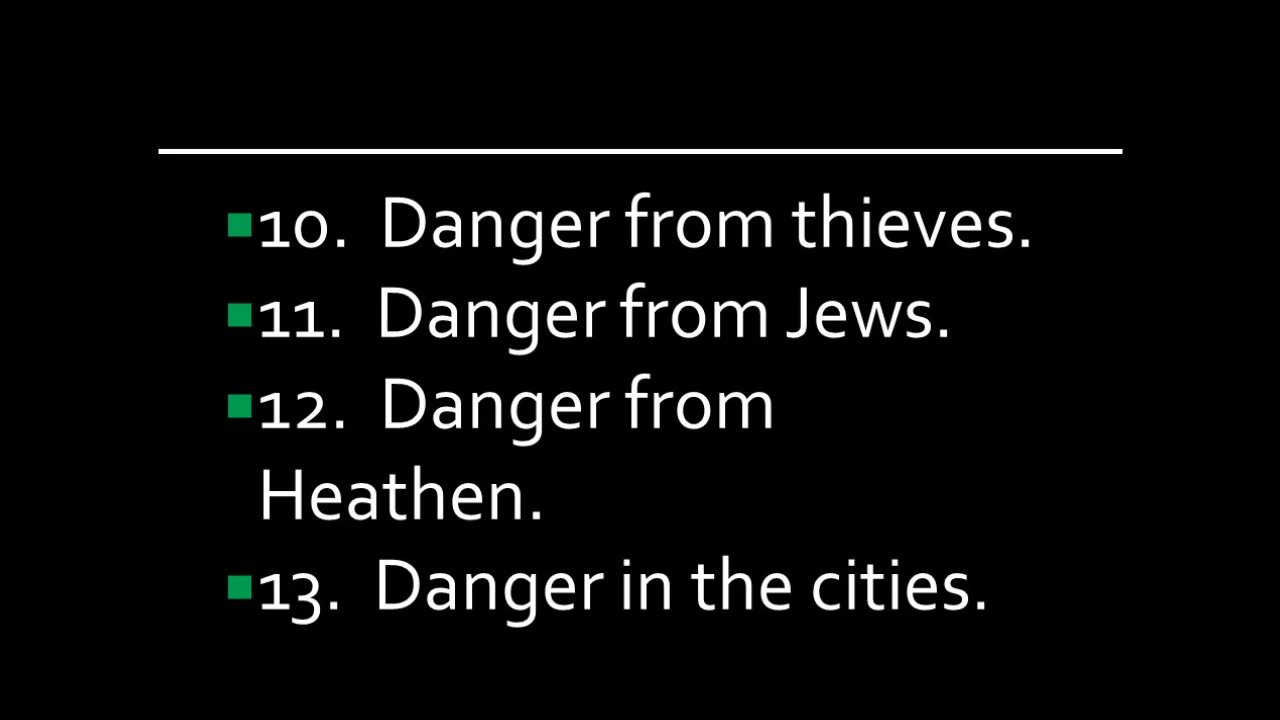 10.  Danger from thieves.
11.  Danger from Jews.
12.  Danger from
Heathen.
13.  Danger in the cities.